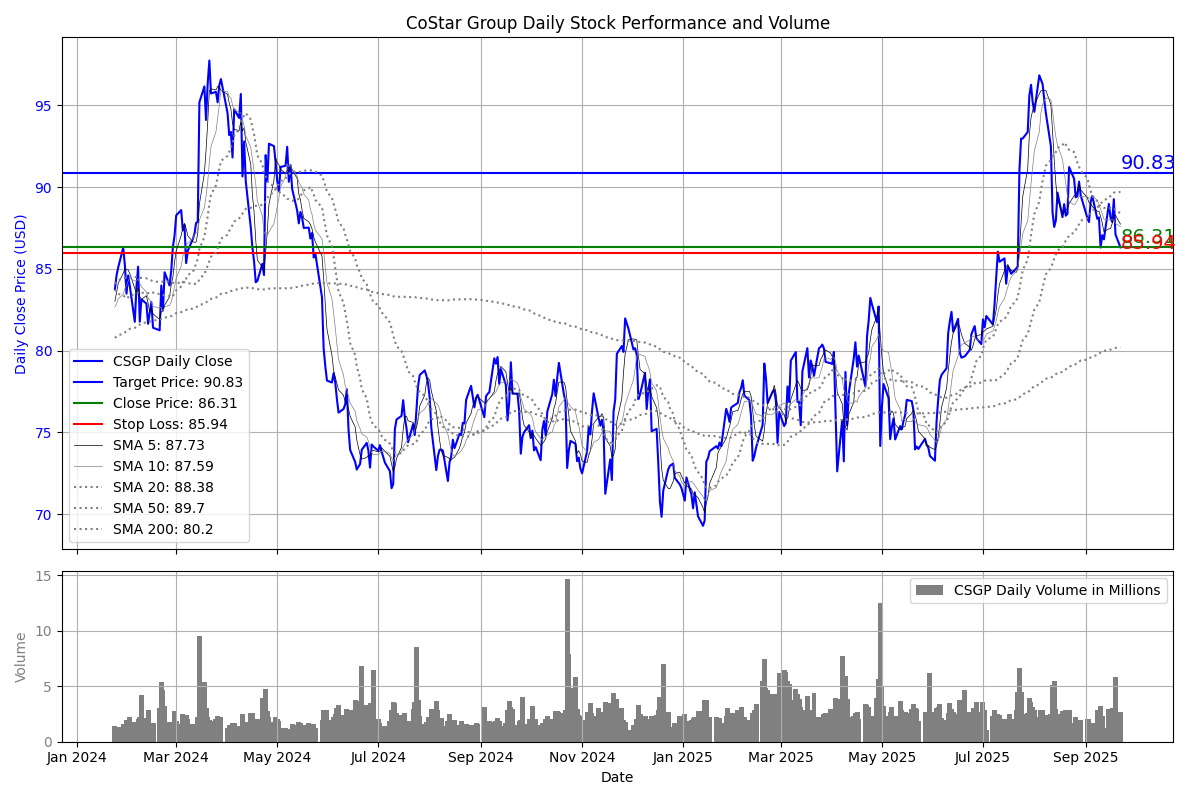 CoStar Group Daily Stock Performance and Volume
Daily Close Price (USD)
95
90
85
80
75
70
90.83
86.31
85.94
CSGP Daily Close
Target Price: 90.83
Close Price: 86.31
Stop Loss: 85.94
SMA 5: 87.73
SMA 10: 87.59
SMA 20: 88.38
SMA 50: 89.7
SMA 200: 80.2
Volume
15
10
5
0
CSGP Daily Volume in Millions
Jan 2024 Mar 2024 May 2024 Jul 2024 Sep 2024 Nov 2024 Jan 2025 Mar 2025 May 2025 Jul 2025 Sep 2025
Date